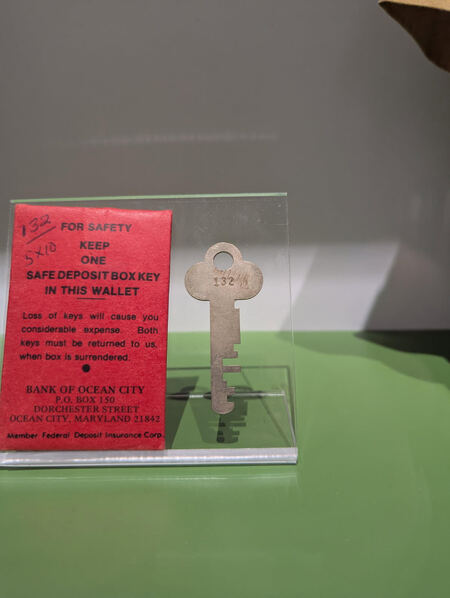 132
5x10
FOR SAFETY
KEEP
ONE
SAFE DEPOSIT BOX KEY
IN THIS WALLET
Loss of keys will cause you
considerable expense. Both
keys must be returned to us,
when box is surrendered.
BANK OF OCEAN CITY
P.O. BOX 150
DORCHESTER STREET
OCEAN CITY, MARYLAND 21842
Member Federal Deposit Insurance Corp.
132